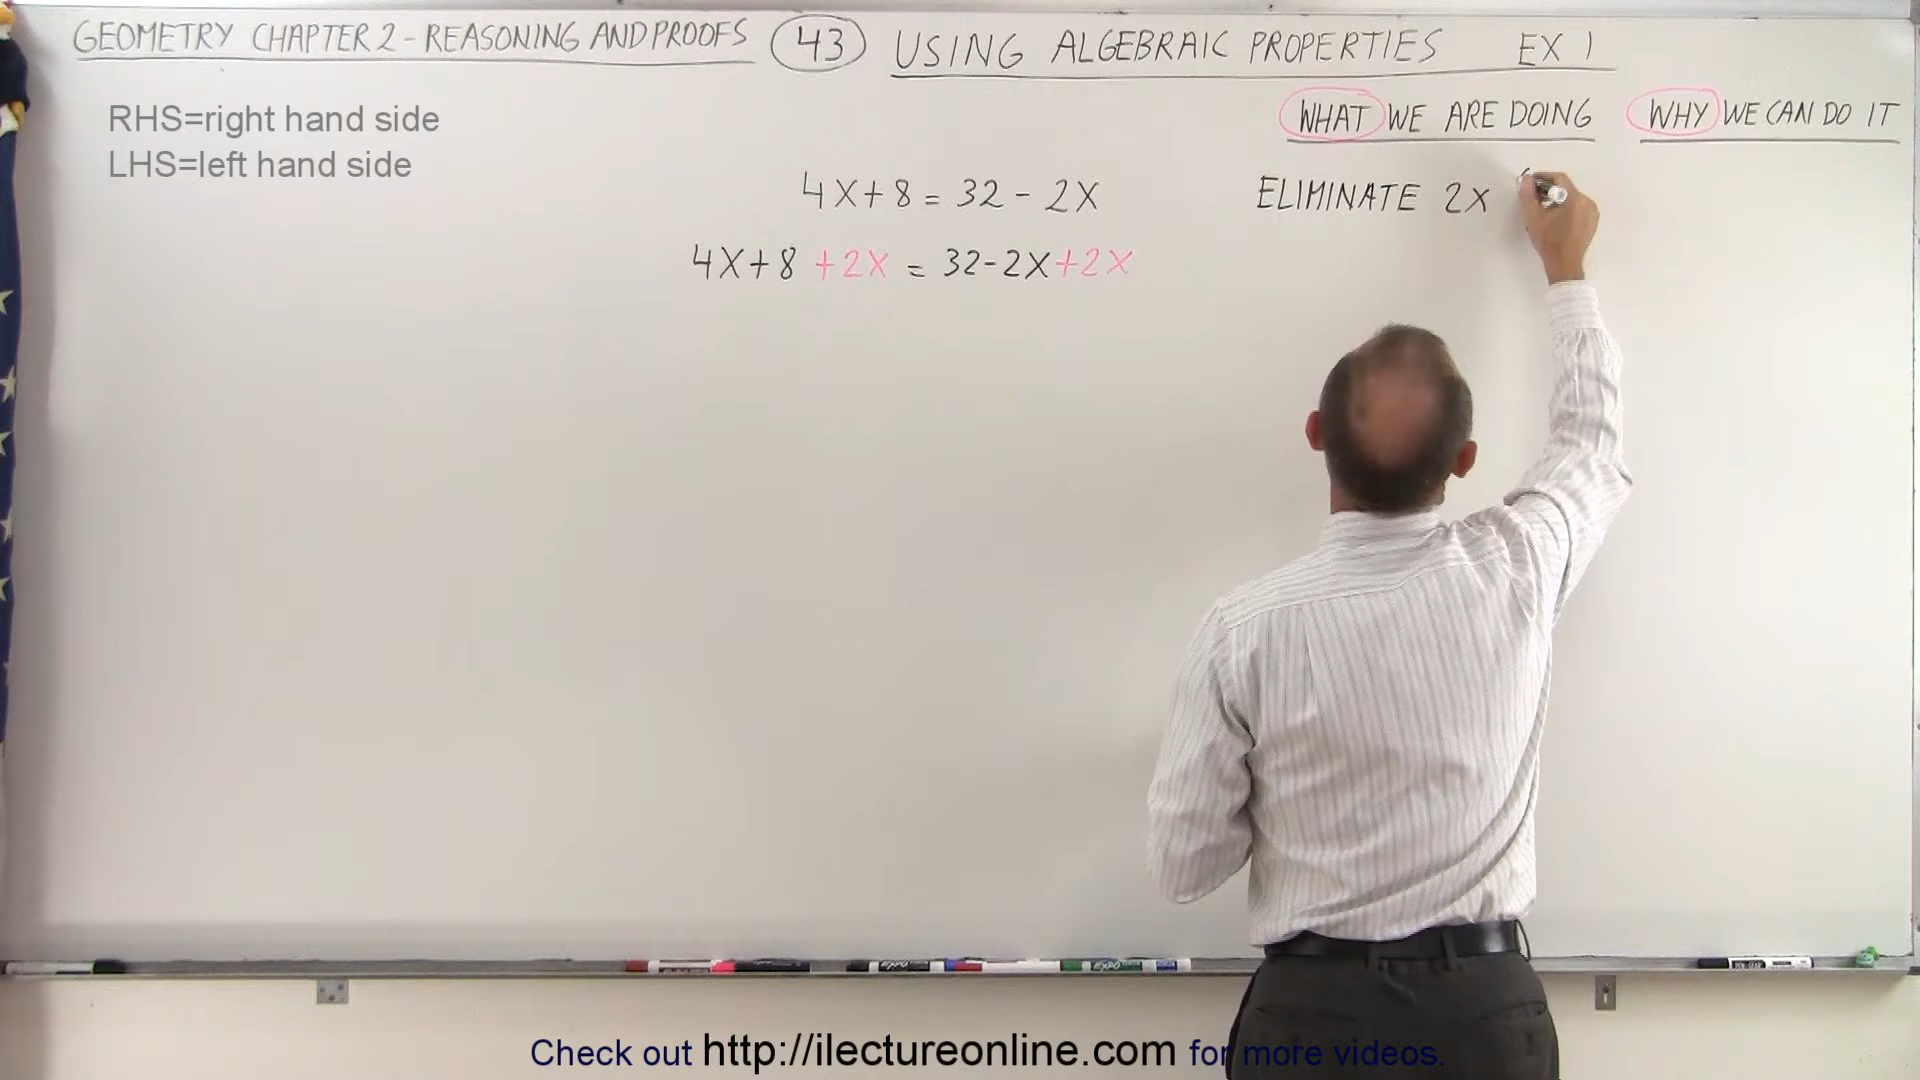 GEOMETRY CHAPTER 2 - REASONING AND PROOFS 43 USING ALGEBRAIC PROPERTIES EX 1
RHS=right hand side
LHS=left hand side
WHAT WE ARE DOING
WHY WE CAN DO IT
4X+8 = 32 - 2X
ELIMINATE 2X
4X+8 +2X = 32-2X+2X
EXPO
EXPO
Check out http://ilectureonline.com for more videos.